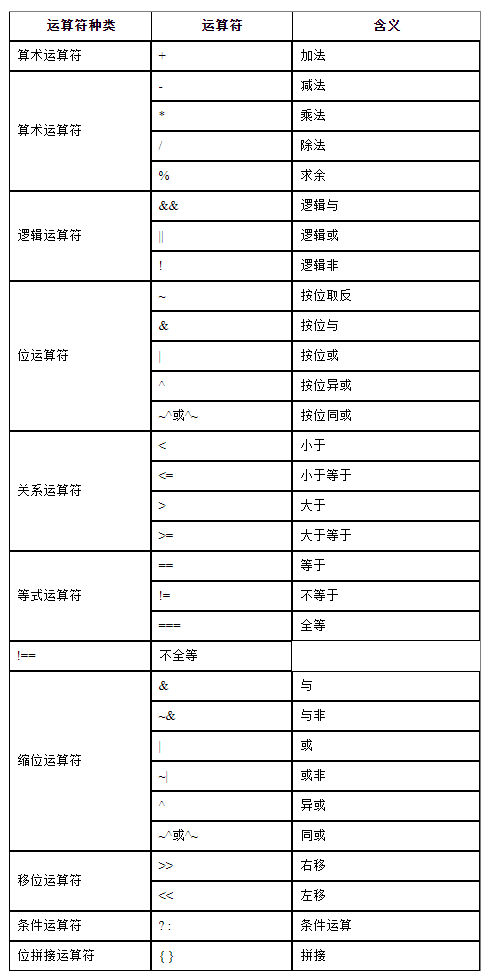 运算符种类 运算符 含义
算术运算符 + 加法
算术运算符 - 减法
* 乘法
/ 除法
% 求余
逻辑运算符 && 逻辑与
|| 逻辑或
! 逻辑非
位运算符 ~ 按位取反
& 按位与
| 按位或
^ 按位异或
~^或^~ 按位同或
关系运算符 < 小于
<= 小于等于
> 大于
>= 大于等于
等式运算符 == 等于
!= 不等于
=== 全等
!== 不全等
缩位运算符 & 与
~& 与非
| 或
~| 或非
^ 异或
~^或^~ 同或
移位运算符 >> 右移
<< 左移
条件运算符 ? : 条件运算
位拼接运算符 { } 拼接